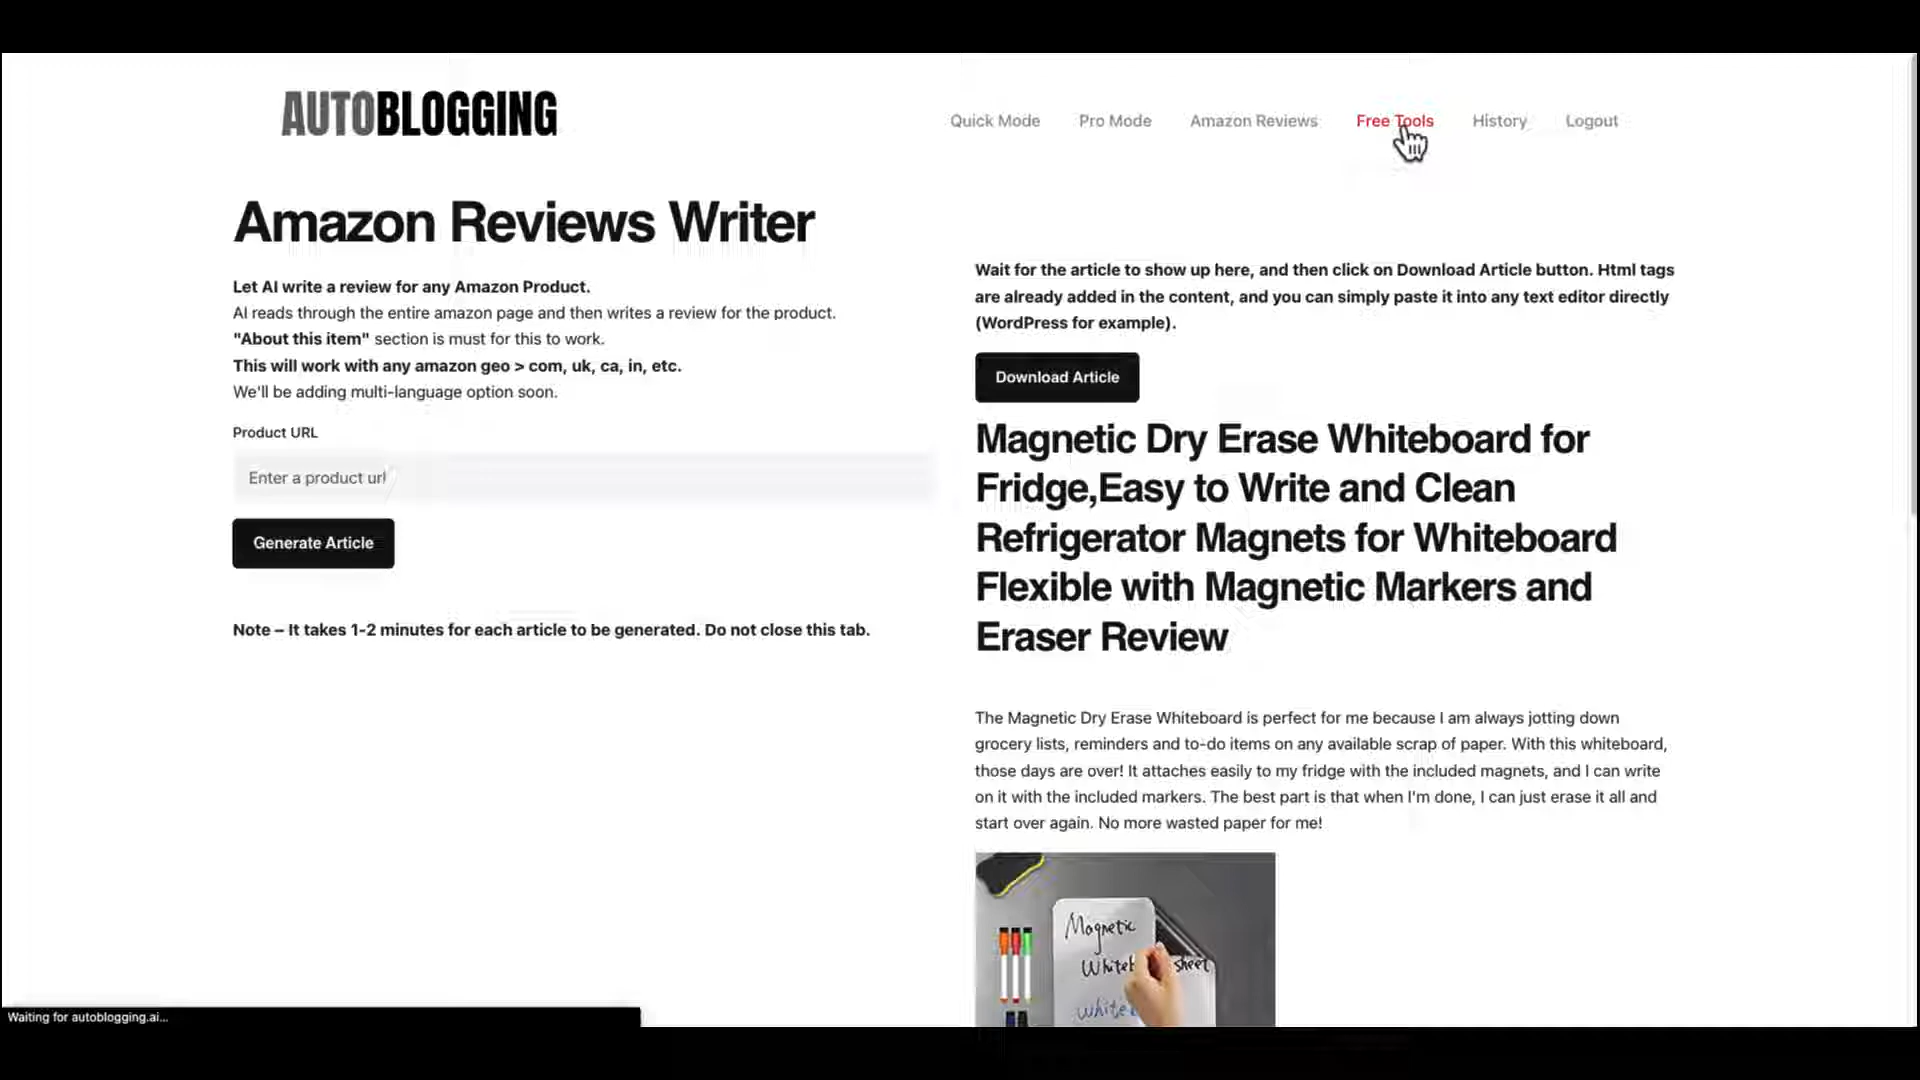 AUTOBLOGGING
Quick Mode
Pro Mode
Amazon Reviews
Free Tools
History
Logout
Amazon Reviews Writer
Let AI write a review for any Amazon Product.
AI reads through the entire amazon page and then writes a review for the product.
"About this item" section is must for this to work.
This will work with any amazon geo > com, uk, ca, in, etc.
We'll be adding multi-language option soon.
Product URL
Enter a product url
Generate Article
Note – It takes 1-2 minutes for each article to be generated. Do not close this tab.
Wait for the article to show up here, and then click on Download Article button. Html tags
are already added in the content, and you can simply paste it into any text editor directly
(WordPress for example).
Download Article
Magnetic Dry Erase Whiteboard for
Fridge,Easy to Write and Clean
Refrigerator Magnets for Whiteboard
Flexible with Magnetic Markers and
Eraser Review
The Magnetic Dry Erase Whiteboard is perfect for me because I am always jotting down
grocery lists, reminders and to-do items on any available scrap of paper. With this whiteboard,
those days are over! It attaches easily to my fridge with the included magnets, and I can write
on it with the included markers. The best part is that when I'm done, I can just erase it all and
start over again. No more wasted paper for me!
Magnetic
sheet
Waiting for autoblogging.ai...